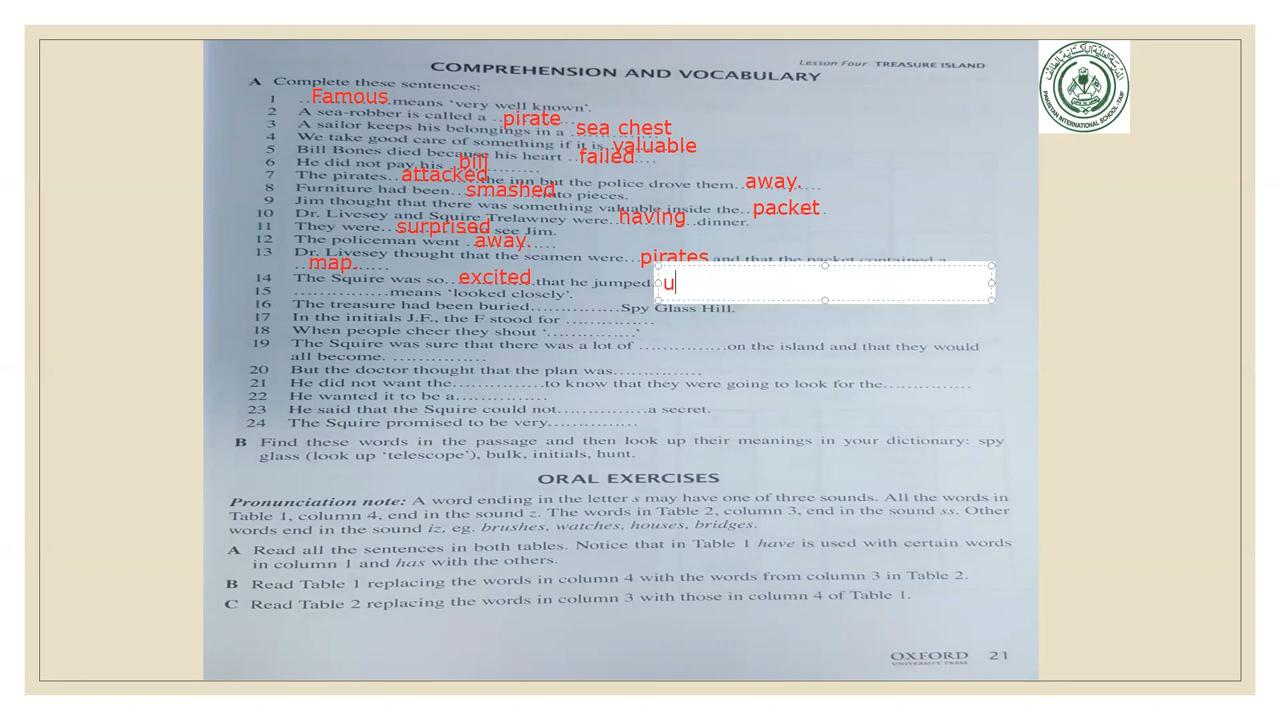 Lesson Four TREASURE ISLAND
COMPREHENSION AND VOCABULARY
A Complete these sentences:
1 ..Famous.means ‘very well known’.
2 A sea-robber is called a ..pirate...
3 A sailor keeps his belongings in a sea chest
4 We take good care of something if it is..valuable
5 Bill Bones died because his heart ..failed....
6 He did not pay his ..bill..........
7 The pirates..attacked the inn but the police drove them..away.....
8 Furniture had been..smashed.into pieces.
9 Jim thought that there was something valuable inside the..packet.
10 Dr. Livesey and Squire Trelawney were..having..dinner.
11 They were..surprised see Jim.
12 The policeman went ..away.....
13 Dr. Livesey thought that the seamen were...pirates and that the packet contained a
..map......
14 The Squire was so..excited.that he jumped. u
15 ...............means ‘looked closely’.
16 The treasure had been buried...............Spy Glass Hill.
17 In the initials J.F., the F stood for ...............
18 When people cheer they shout ‘...............’
19 The Squire was sure that there was a lot of ...............on the island and that they would
all become. ...............
20 But the doctor thought that the plan was...............
21 He did not want the...............to know that they were going to look for the...............
22 He wanted it to be a...............
23 He said that the Squire could not...............a secret.
24 The Squire promised to be very...............
B Find these words in the passage and then look up their meanings in your dictionary: spy
glass (look up ‘telescope’), bulk, initials, hunt.
ORAL EXERCISES
Pronunciation note: A word ending in the letter s may have one of three sounds. All the words in
Table 1, column 4, end in the sound z. The words in Table 2, column 3, end in the sound ss. Other
words end in the sound iz, eg. brushes, watches, houses, bridges.
A Read all the sentences in both tables. Notice that in Table 1 have is used with certain words
in column 1 and has with the others.
B Read Table 1 replacing the words in column 4 with the words from column 3 in Table 2.
C Read Table 2 replacing the words in column 3 with those in column 4 of Table 1.
OXFORD 21
UNIVERSITY PRESS
PAKISTAN INTERNATIONAL SCHOOL-TAIF